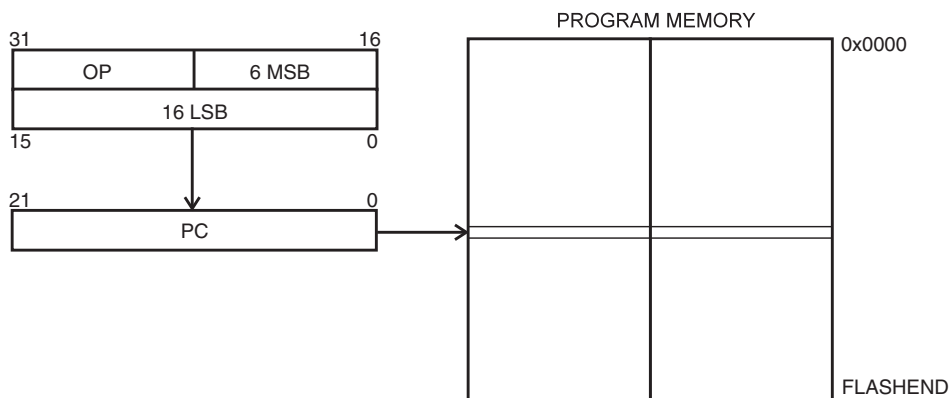 PROGRAM MEMORY
31 16
0x0000
OP 6 MSB
16 LSB
15 0
21 0
PC
FLASHEND